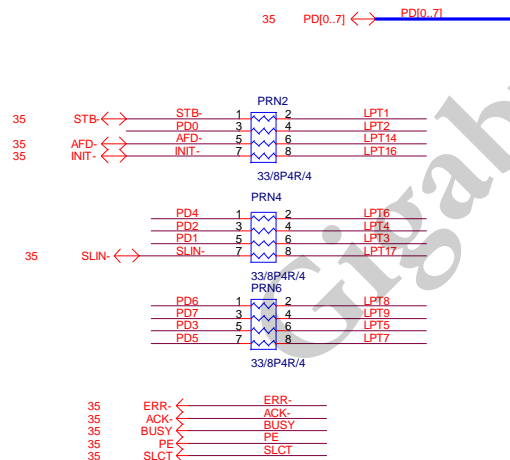 35 PD[0..7] PD[0..7]
PRN2
35 STB- STB- 1 2 LPT1
PD0 3 4 LPT2
35 AFD- AFD- 5 6 LPT14
35 INIT- INIT- 7 8 LPT16
33/8P4R/4
PRN4
PD4 1 2 LPT6
PD2 3 4 LPT4
PD1 5 6 LPT3
35 SLIN- SLIN- 7 8 LPT17
33/8P4R/4
PRN6
PD6 1 2 LPT8
PD7 3 4 LPT9
PD3 5 6 LPT5
PD5 7 8 LPT7
33/8P4R/4
35 ERR- ERR-
35 ACK- ACK-
35 BUSY BUSY
35 PE PE
35 SLCT SLCT
Gigab